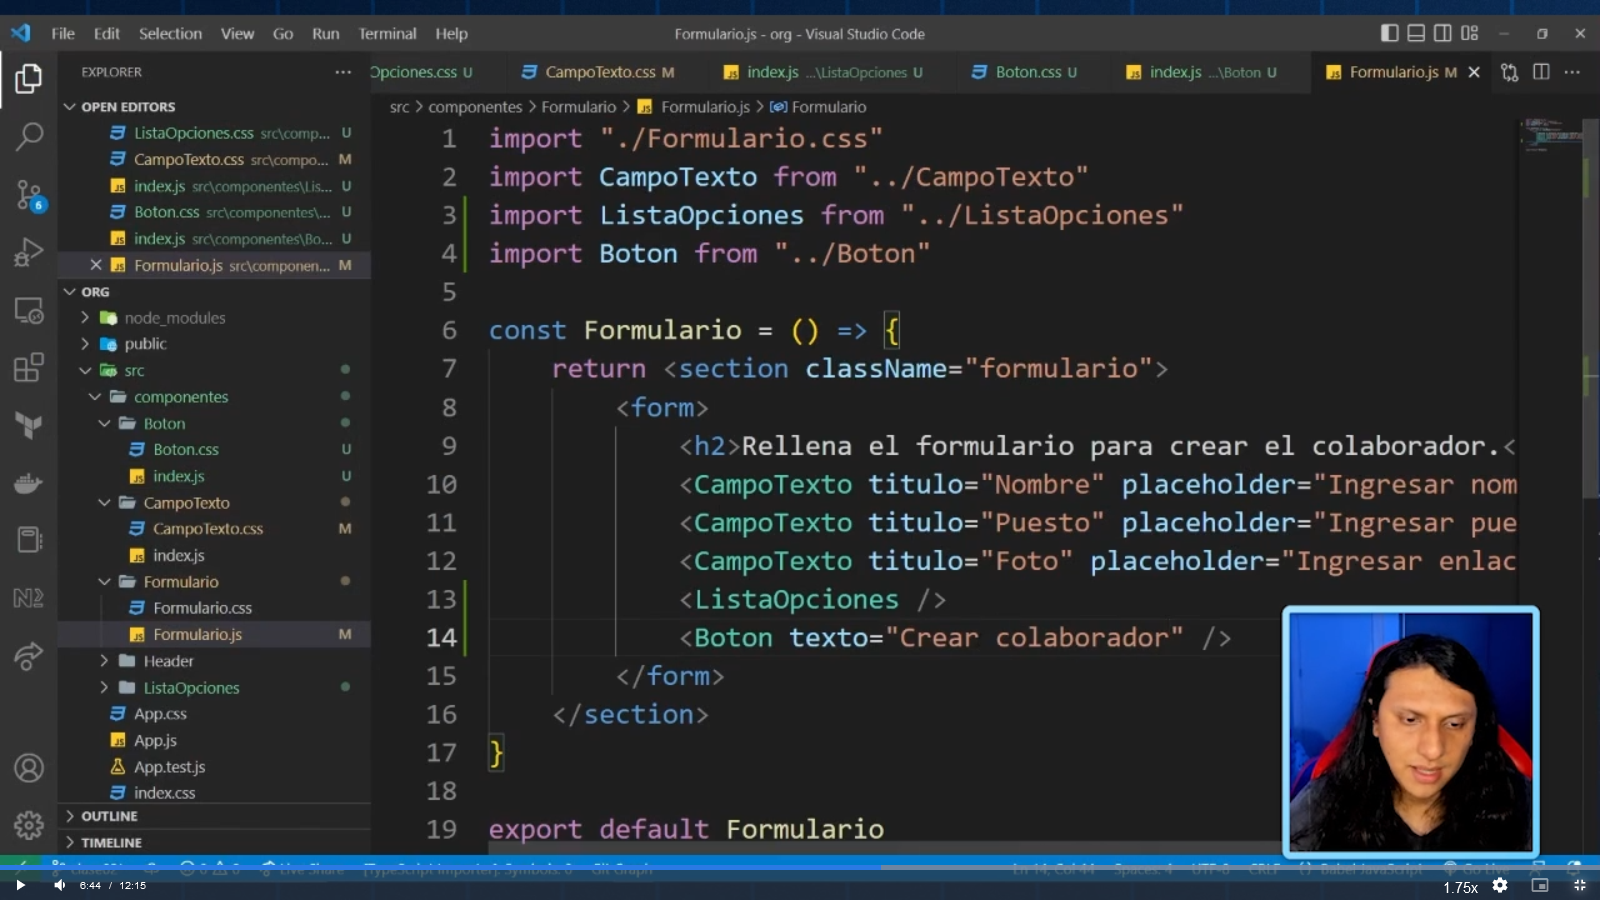 File Edit Selection View Go Run Terminal Help
Formulario.js - org - Visual Studio Code
EXPLORER
Opciones.css U
CampoTexto.css M
index.js ...\ListaOpciones U
Boton.css U
index.js ...\Boton U
Formulario.js M
OPEN EDITORS
ListaOpciones.css src\comp... U
CampoTexto.css src\compo... M
index.js src\componentes\Lis... U
Boton.css src\componentes\... U
index.js src\componentes\Bo... U
Formulario.js src\componen... M
ORG
node_modules
public
src
componentes
Boton
Boton.css U
index.js U
CampoTexto
CampoTexto.css M
index.js
Formulario
Formulario.css
Formulario.js M
Header
ListaOpciones
App.css
App.js
App.test.js
index.css
OUTLINE
TIMELINE
6
src > componentes > Formulario > Formulario.js > Formulario
1 import "./Formulario.css"
2 import CampoTexto from "../CampoTexto"
3 import ListaOpciones from "../ListaOpciones"
4 import Boton from "../Boton"
5
6 const Formulario = () => {
7 return <section className="formulario">
8 <form>
9 <h2>Rellena el formulario para crear el colaborador.<
10 <CampoTexto titulo="Nombre" placeholder="Ingresar nom
11 <CampoTexto titulo="Puesto" placeholder="Ingresar pue
12 <CampoTexto titulo="Foto" placeholder="Ingresar enlac
13 <ListaOpciones />
14 <Boton texto="Crear colaborador" />
15 </form>
16 </section>
17 }
18
19 export default Formulario
6:44 / 12:15
1.75x